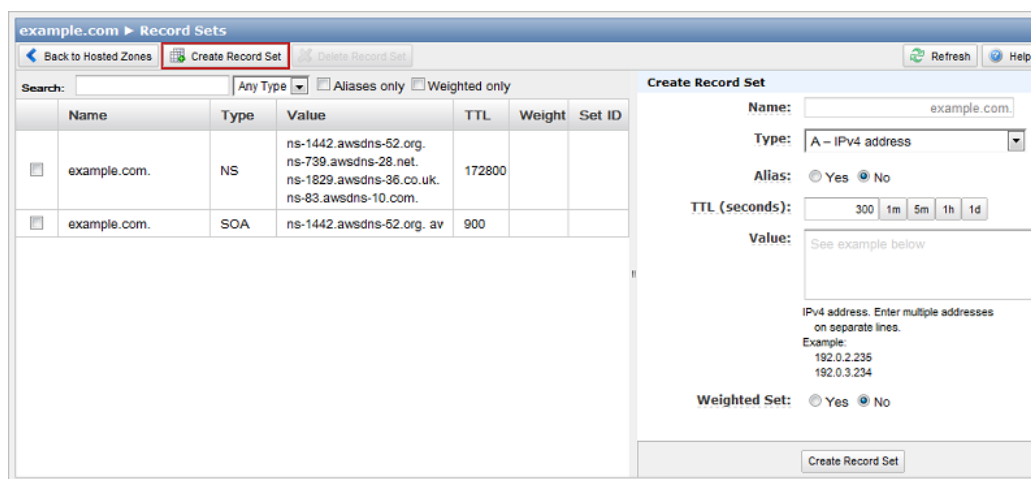 example.com ▶ Record Sets
Back to Hosted Zones Create Record Set Delete Record Set Refresh Help
Search: Any Type Aliases only Weighted only
Name Type Value TTL Weight Set ID
example.com. NS ns-1442.awsdns-52.org. 172800
ns-739.awsdns-28.net.
ns-1829.awsdns-36.co.uk.
ns-83.awsdns-10.com.
example.com. SOA ns-1442.awsdns-52.org. av 900
Create Record Set
Name: example.com.
Type: A – IPv4 address
Alias: Yes No
TTL (seconds): 300 1m 5m 1h 1d
Value: See example below
IPv4 address. Enter multiple addresses
on separate lines.
Example:
192.0.2.235
192.0.3.234
Weighted Set: Yes No
Create Record Set